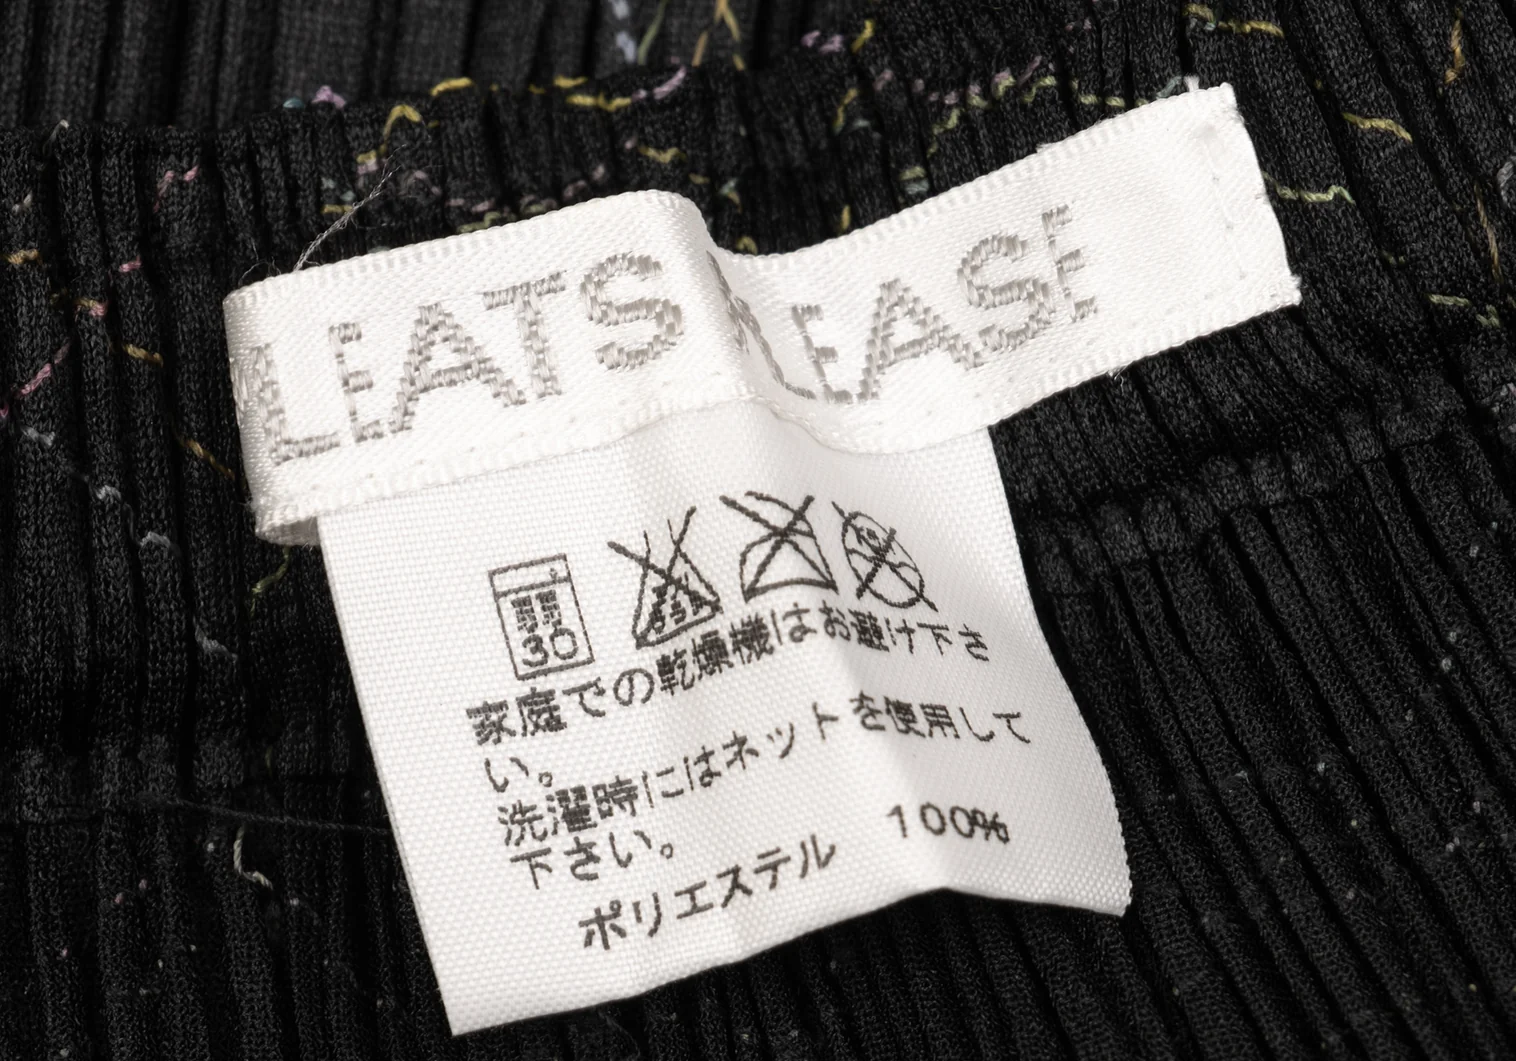 LEATS LEASE
30
家庭での乾燥機はお避け下さ
い。
洗濯時にはネットを使用して
下さい。
ポリエステル 100%